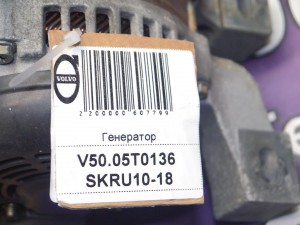 VOLVO
2200000607799
Генератор
V50.05T0136
SKRU10-18